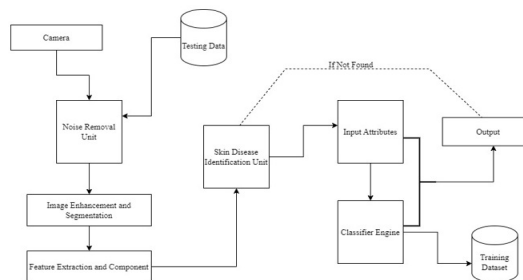 Camera
Testing Data
If Not Found
Noise Removal
Unit
Skin Disease
Identification Unit
Input Attributes
Output
Image Enhancement and
Segmentation
Classifier Engine
Feature Extraction and Component
Training
Dataset